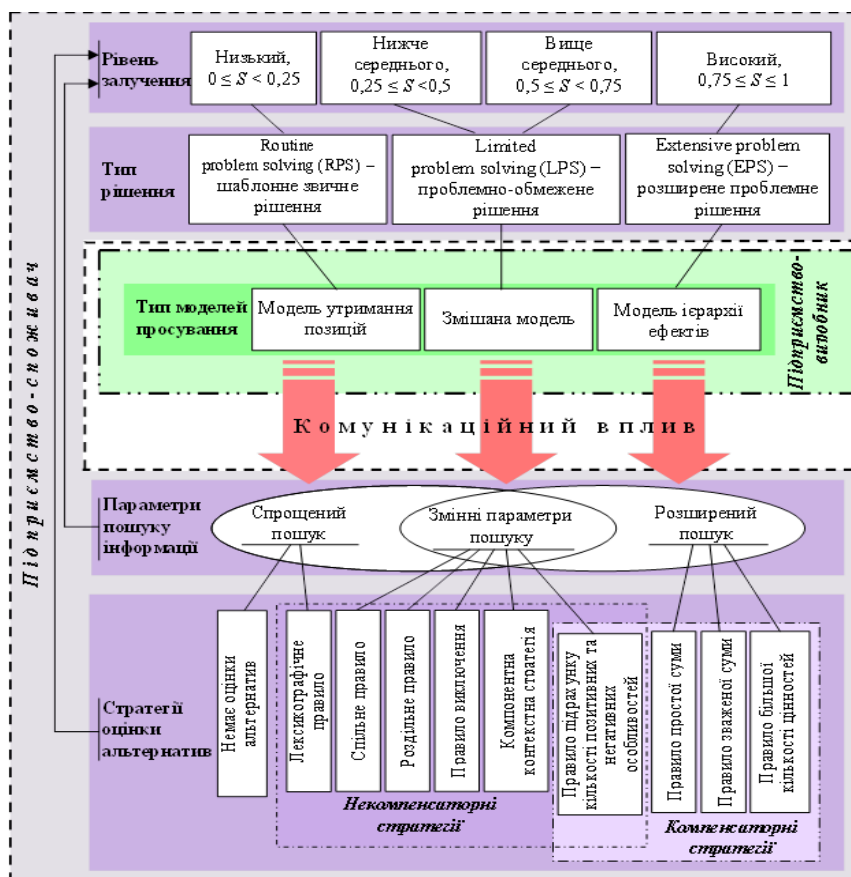 Підприємство-споживач
Рівень
залучення
Низький,
0 ≤ S < 0,25
Нижче
середнього,
0,25 ≤ S <0,5
Вище
середнього,
0,5 ≤ S < 0,75
Високий,
0,75 ≤ S ≤ 1
Тип
рішення
Routine
problem solving (RPS) –
шаблонне звичне
рішення
Limited
problem solving (LPS) –
проблемно-обмежене
рішення
Extensive problem
solving (EPS) –
розширене проблемне
рішення
Тип моделей
просування
Модель утримання
позицій
Змішана модель
Модель ієрархії
ефектів
Підприємство-
виробник
Комунікаційний вплив
Параметри
пошуку
інформації
Спрощений
пошук
Змінні параметри
пошуку
Розширений
пошук
Стратегії
оцінки
альтернатив
Немає оцінки
альтернатив
Лексикографічне
правило
Спільне правило
Роздільне правило
Правило виключення
Компонентна
контекстна стратегія
Правило підрахунку
кількості позитивних та
негативних
особливостей
Правило простої суми
Правило зваженої суми
Правило більшої
кількості цінностей
Некомпенсаторні
стратегії
Компенсаторні
стратегії